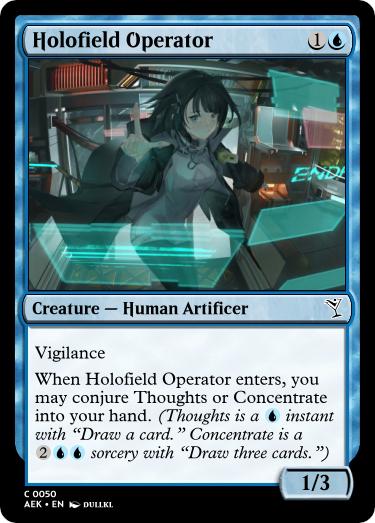 Holofield Operator 1
ENDI
Creature — Human Artificer
Vigilance
When Holofield Operator enters, you
may conjure Thoughts or Concentrate
into your hand. (Thoughts is a instant
with “Draw a card.” Concentrate is a
2 sorcery with “Draw three cards.”)
1/3
C 0050
AEK • EN DULLKL